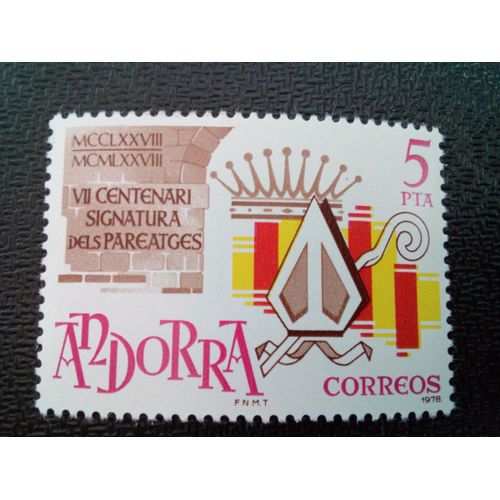 MCCLXXVIII
MCMLXXVIII
VII CENTENARI
SIGNATURA
DELS PAREATGES
5
PTA
ANDORRA
CORREOS
F.N.M.T
1978